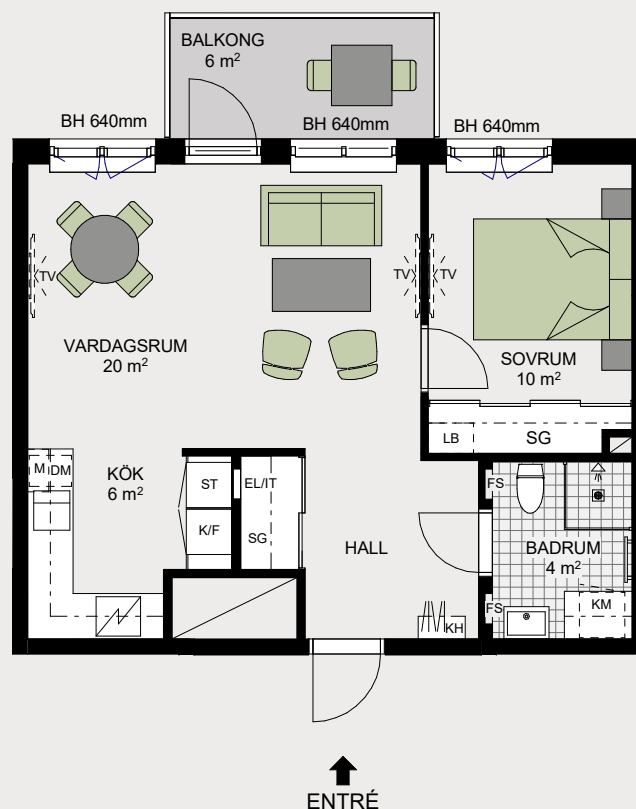 BALKONG
6 m²
BH 640mm
BH 640mm
BH 640mm
TV
TV
TV
VARDAGSRUM
20 m²
SOVRUM
10 m²
LB
SG
M
DM
KÖK
6 m²
ST
EL/IT
K/F
SG
HALL
FS
BADRUM
4 m²
FS
KM
KH
ENTRÉ